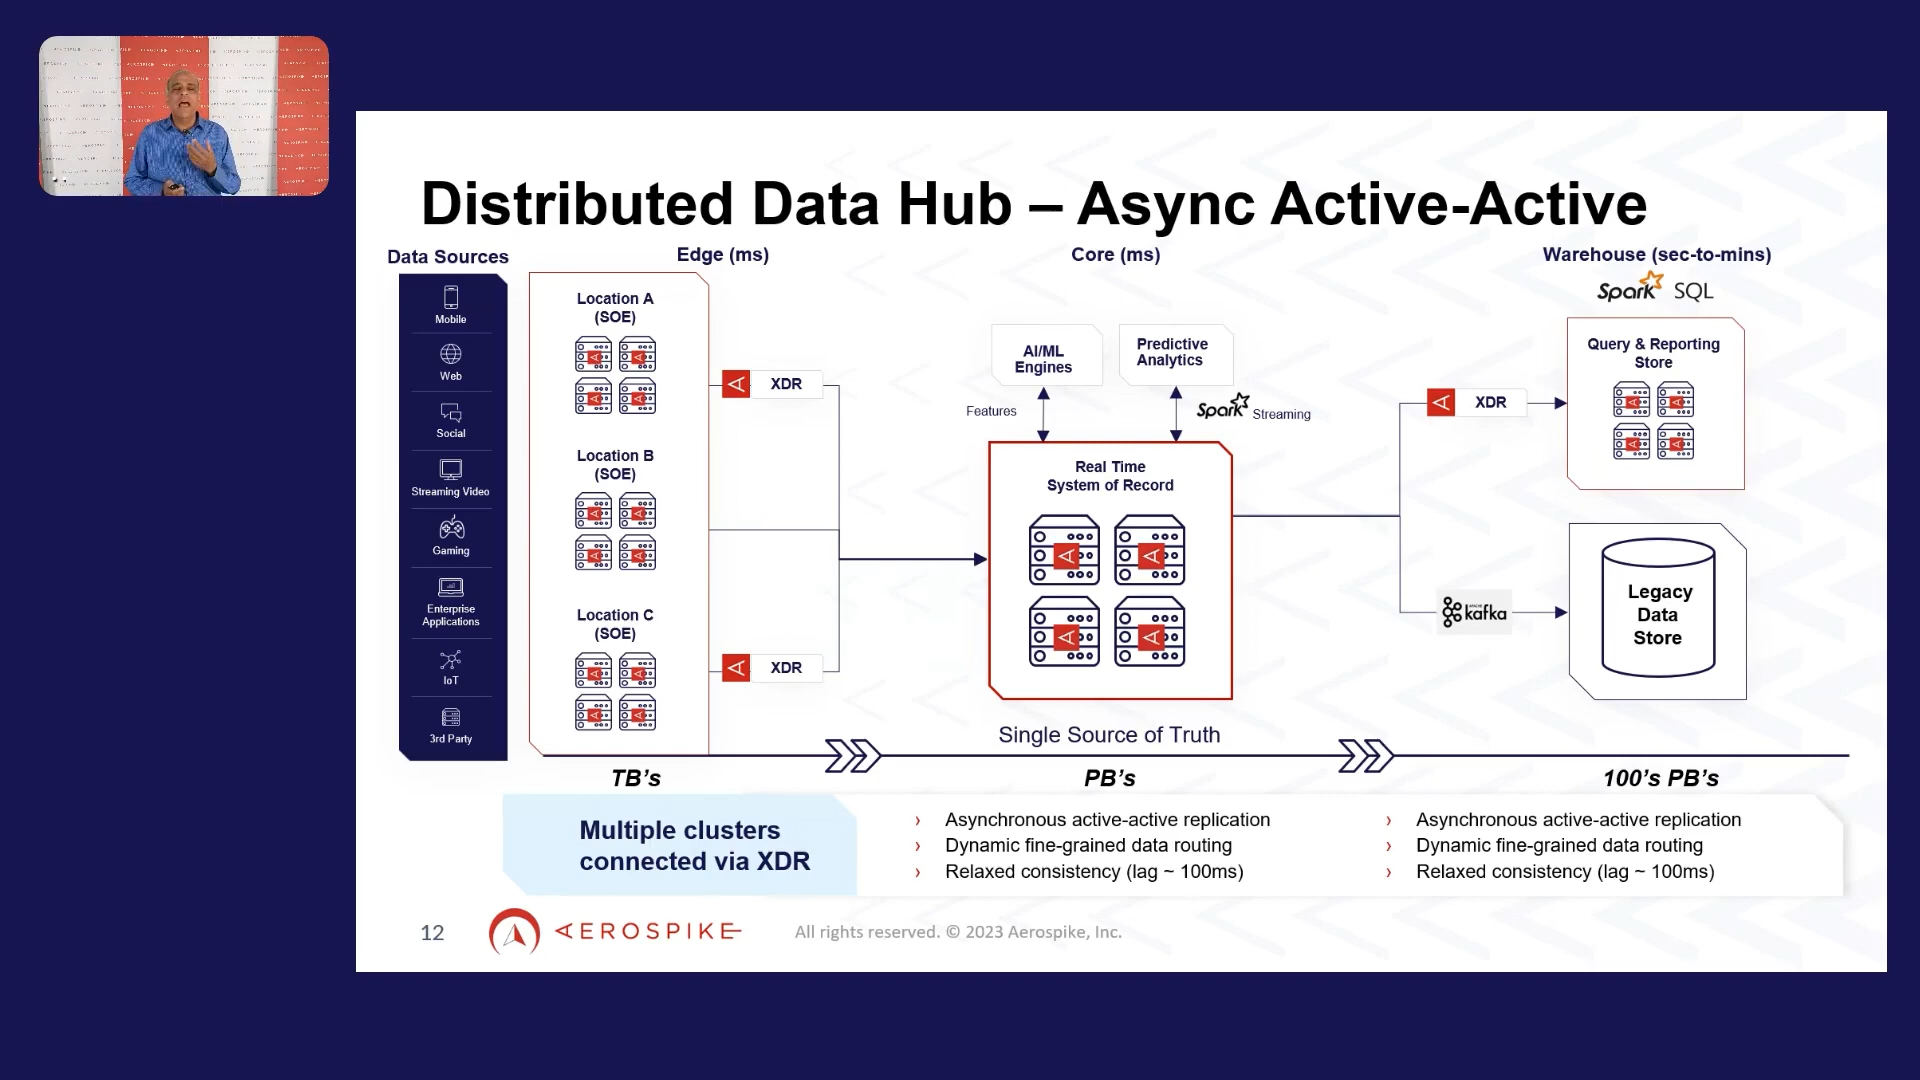 Distributed Data Hub – Async Active-Active
Data Sources
Edge (ms)
Core (ms)
Warehouse (sec-to-mins)
Mobile
Web
Social
Streaming Video
Gaming
Enterprise
Applications
IoT
3rd Party
Location A
(SOE)
Location B
(SOE)
Location C
(SOE)
XDR
XDR
AI/ML
Engines
Predictive
Analytics
Features
Spark Streaming
Real Time
System of Record
Single Source of Truth
Spark SQL
XDR
Query & Reporting
Store
APACHE
kafka
Legacy
Data
Store
TB's
PB's
100's PB's
Multiple clusters
connected via XDR
› Asynchronous active-active replication
› Dynamic fine-grained data routing
› Relaxed consistency (lag ~ 100ms)
› Asynchronous active-active replication
› Dynamic fine-grained data routing
› Relaxed consistency (lag ~ 100ms)
12
AEROSPIKE
All rights reserved. © 2023 Aerospike, Inc.